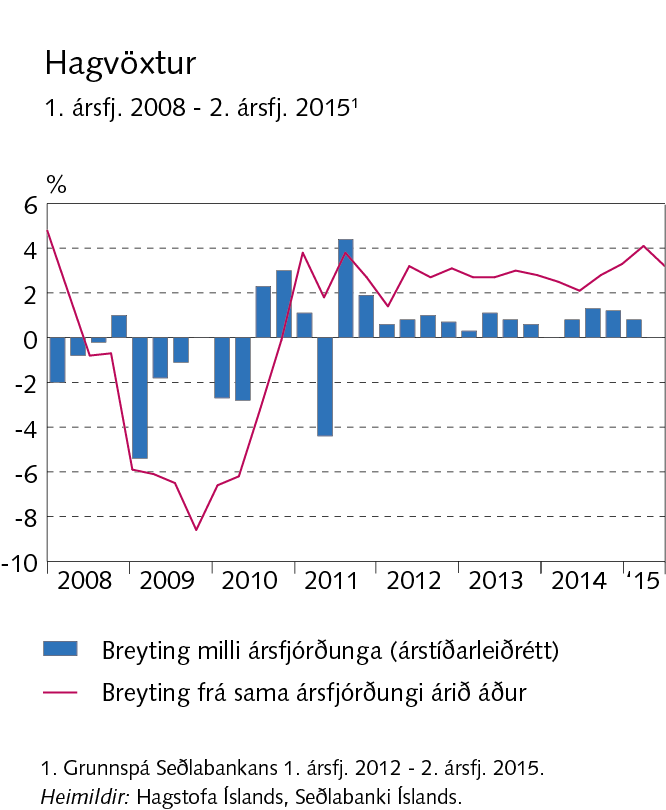 Hagvöxtur
1. ársfj. 2008 - 2. ársfj. 2015¹
%
6
4
2
0
-2
-4
-6
-8
-10
2008 2009 2010 2011 2012 2013 2014 '15
Breyting milli ársfjórðunga (árstíðarleiðrétt)
Breyting frá sama ársfjórðungi árið áður
1. Grunnspá Seðlabankans 1. ársfj. 2012 - 2. ársfj. 2015.
Heimildir: Hagstofa Íslands, Seðlabanki Íslands.